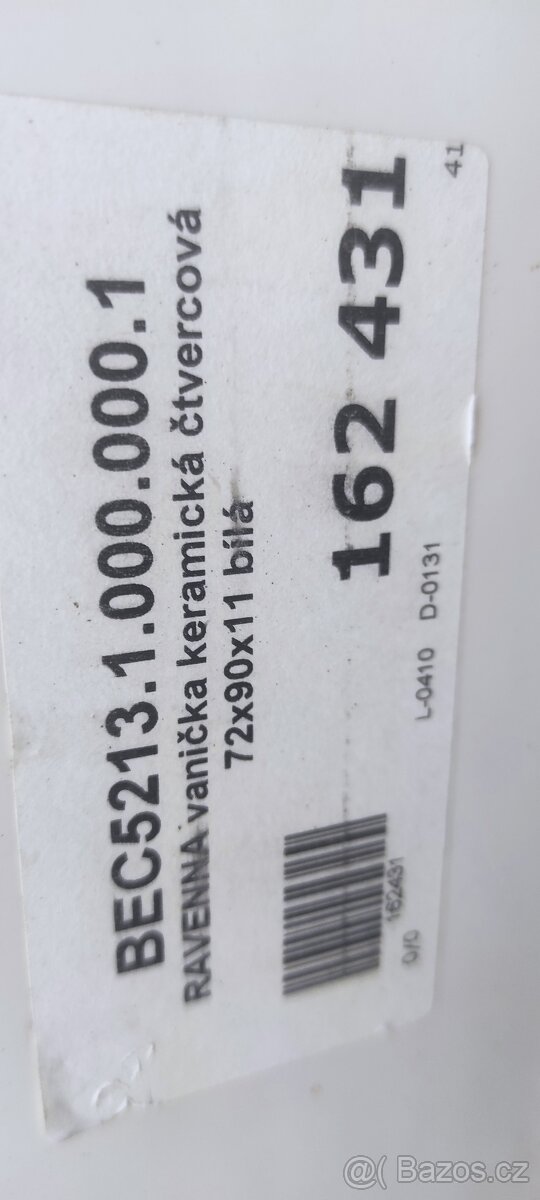 BEC5213.1.000.000.1
RAVENNA vanička keramická čtvercová
72x90x11 bílá
162 431
162431
0/0
L-0410 D-0131
41
@( Bazos.cz